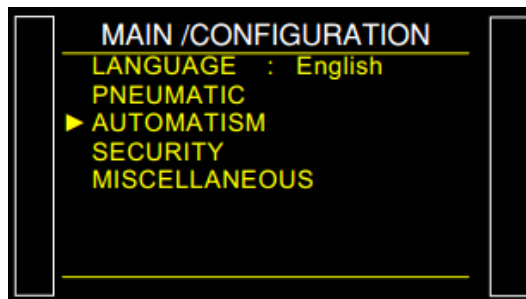 MAIN /CONFIGURATION
LANGUAGE : English
PNEUMATIC
► AUTOMATISM
SECURITY
MISCELLANEOUS